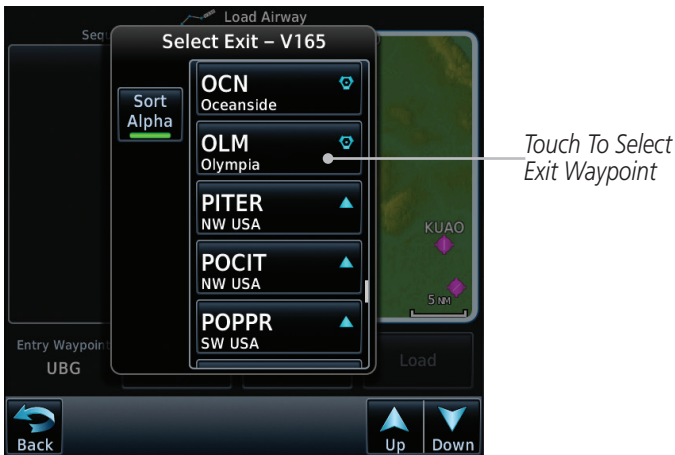 Load Airway
Sequ
Select Exit – V165
Sort
Alpha
OCN
Oceanside
OLM
Olympia
PITER
NW USA
POCIT
NW USA
POPPR
SW USA
Touch To Select
Exit Waypoint
KUAO
5 NM
Entry Waypoint
UBG
Load
Back
Up
Down